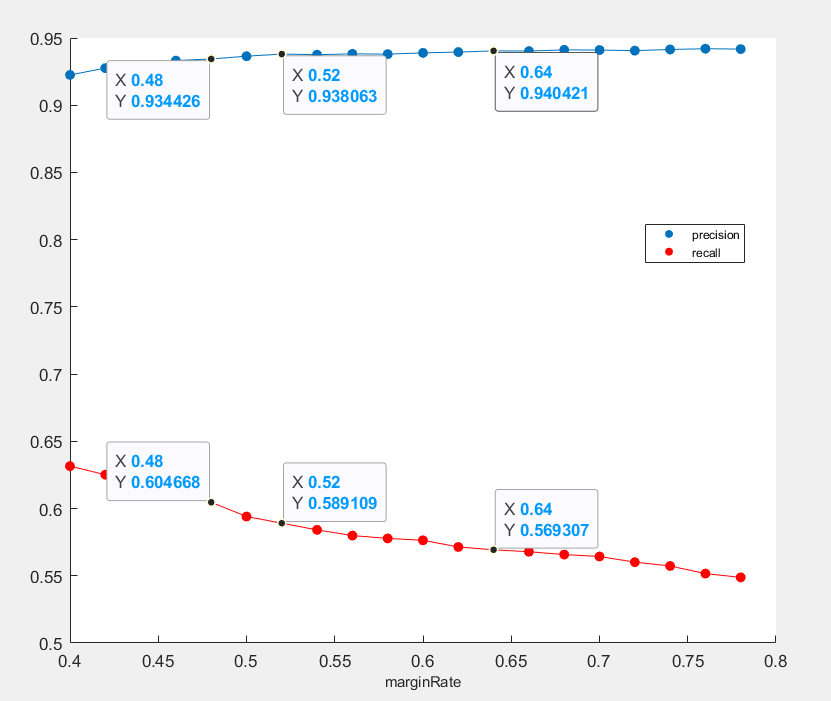 0.95
0.9
0.85
0.8
0.75
0.7
0.65
0.6
0.55
0.5
X 0.48
Y 0.934426
X 0.52
Y 0.938063
X 0.64
Y 0.940421
precision
recall
X 0.48
Y 0.604668
X 0.52
Y 0.589109
X 0.64
Y 0.569307
0.4 0.45 0.5 0.55 0.6 0.65 0.7 0.75 0.8
marginRate